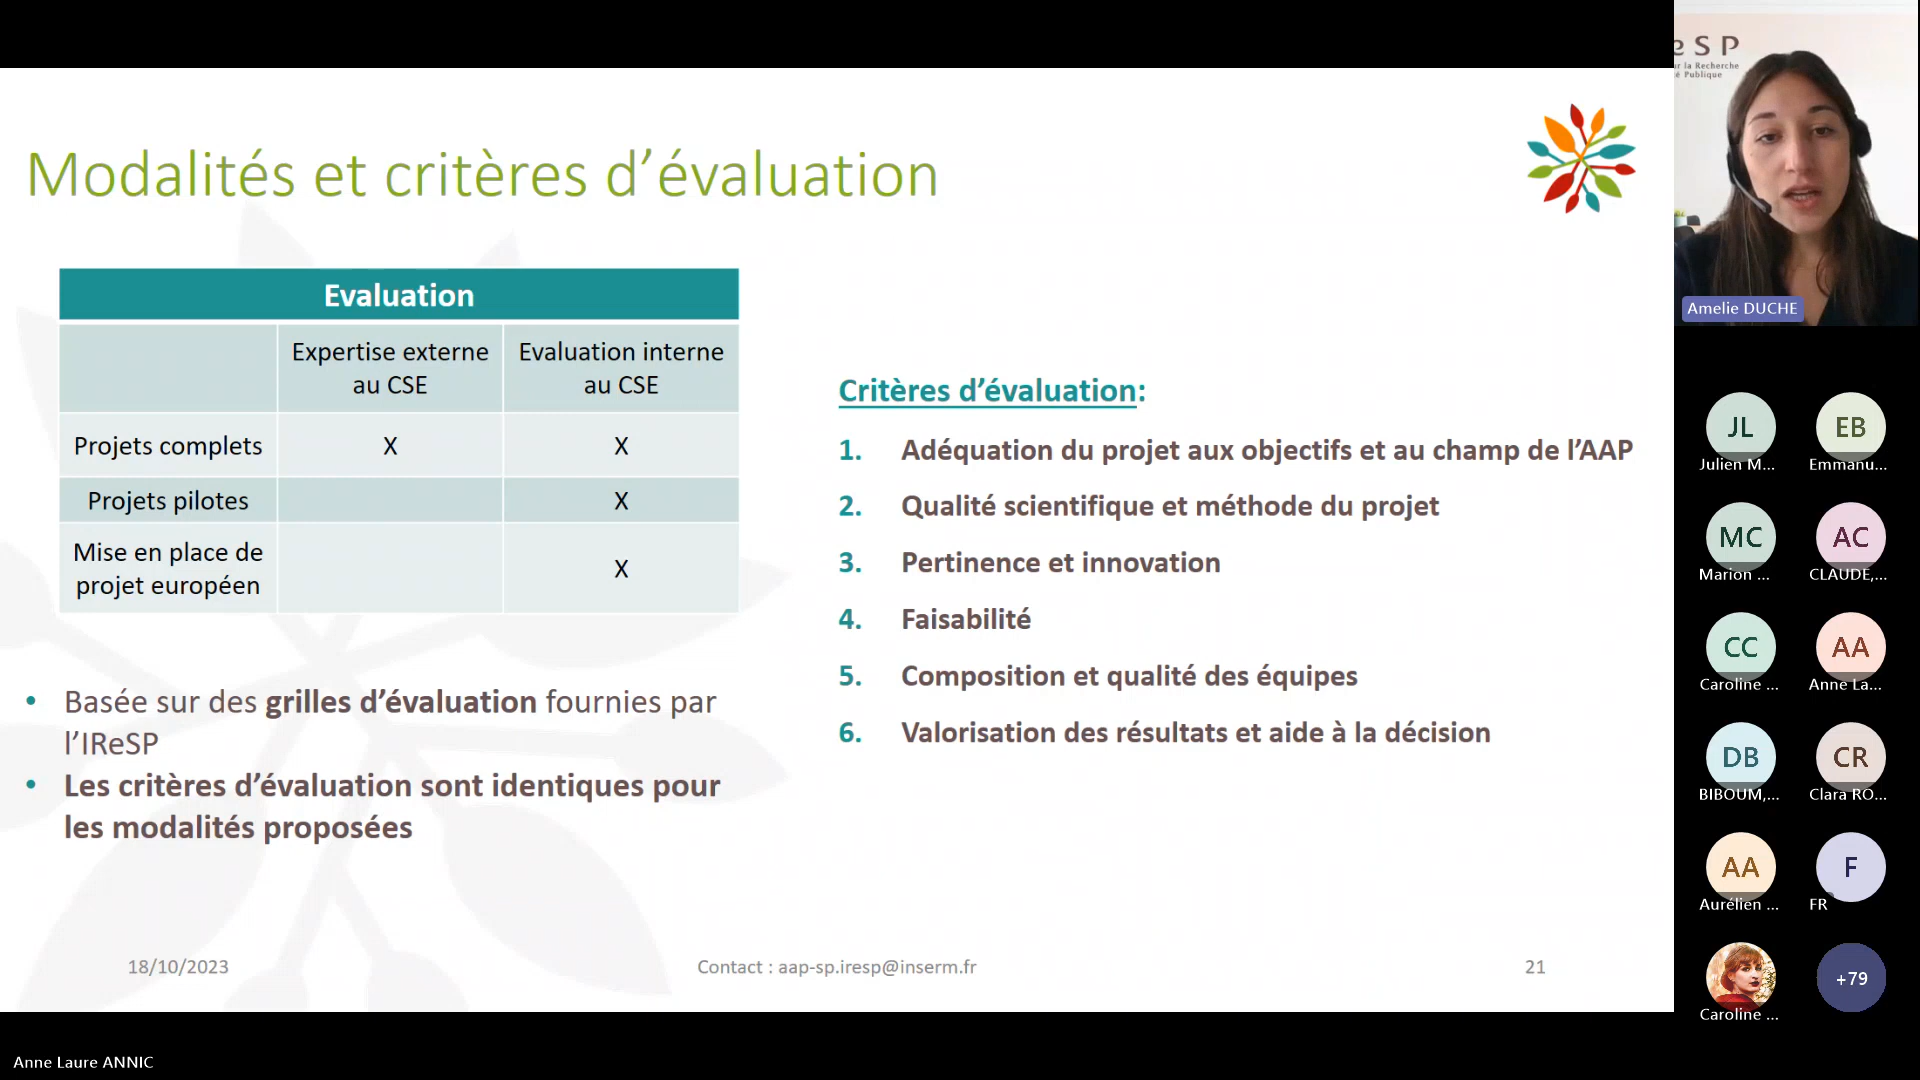 Modalités et critères d’évaluation
Evaluation
Expertise externe
au CSE
Evaluation interne
au CSE
Projets complets
X
X
Projets pilotes
X
Mise en place de
projet européen
X
• Basée sur des grilles d’évaluation fournies par
l’IReSP
• Les critères d’évaluation sont identiques pour
les modalités proposées
Critères d’évaluation:
1. Adéquation du projet aux objectifs et au champ de l’AAP
2. Qualité scientifique et méthode du projet
3. Pertinence et innovation
4. Faisabilité
5. Composition et qualité des équipes
6. Valorisation des résultats et aide à la décision
18/10/2023
Contact : aap-sp.iresp@inserm.fr
21
Anne Laure ANNIC
e S P
r la Recherche
é Publique
Amelie DUCHE
JL
Julien M...
EB
Emmanu...
MC
Marion ...
AC
CLAUDE,...
CC
Caroline ...
AA
Anne La...
DB
BIBOUM,...
CR
Clara RO...
AA
Aurélien ...
F
FR
Caroline ...
+79